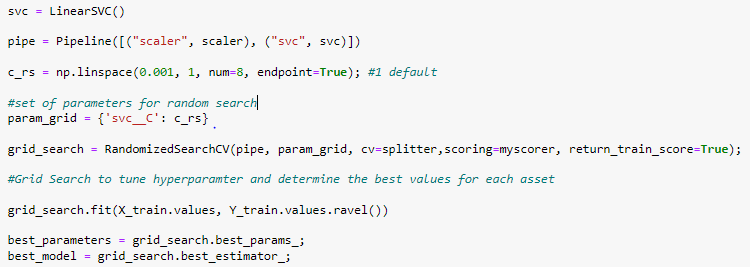 svc = LinearSVC()
pipe = Pipeline([("scaler", scaler), ("svc", svc)])
c_rs = np.linspace(0.001, 1, num=8, endpoint=True); #1 default
#set of parameters for random search
param_grid = {'svc__C': c_rs}
grid_search = RandomizedSearchCV(pipe, param_grid, cv=splitter,scoring=myscorer, return_train_score=True);
#Grid Search to tune hyperparamter and determine the best values for each asset
grid_search.fit(X_train.values, Y_train.values.ravel())
best_parameters = grid_search.best_params_;
best_model = grid_search.best_estimator_;